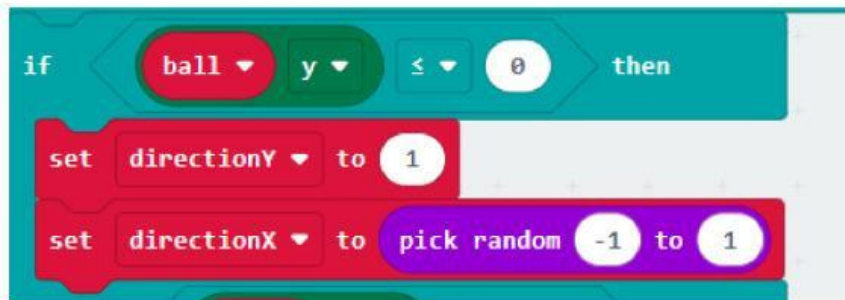 if ball y ≤ 0 then
set directionY to 1
set directionX to pick random -1 to 1